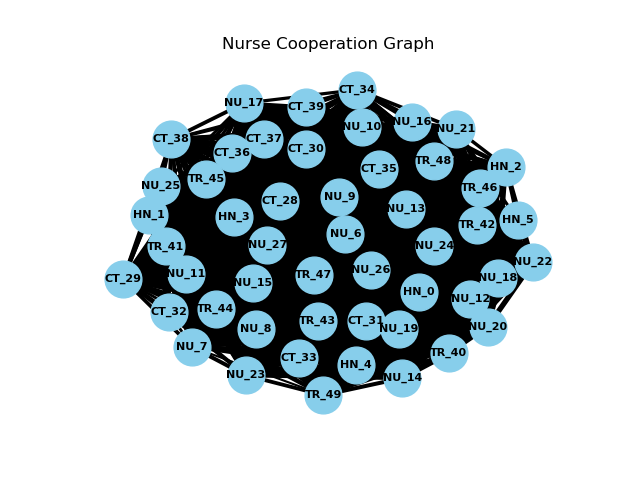 Nurse Cooperation Graph
CT_34
NU_17
CT_39
NU_16
NU_10
NU_21
CT_38
CT_37
CT_36
CT_30
TR_48
HN_2
CT_35
TR_45
NU_25
TR_46
NU_9
CT_28
NU_13
HN_1
HN_3
HN_5
TR_42
NU_6
NU_27
TR_41
NU_24
NU_22
NU_26
NU_11
TR_47
CT_29
NU_18
NU_15
HN_0
NU_12
TR_44
CT_32
TR_43
CT_31
NU_20
NU_8
NU_19
NU_7
TR_40
CT_33
HN_4
NU_23
NU_14
TR_49